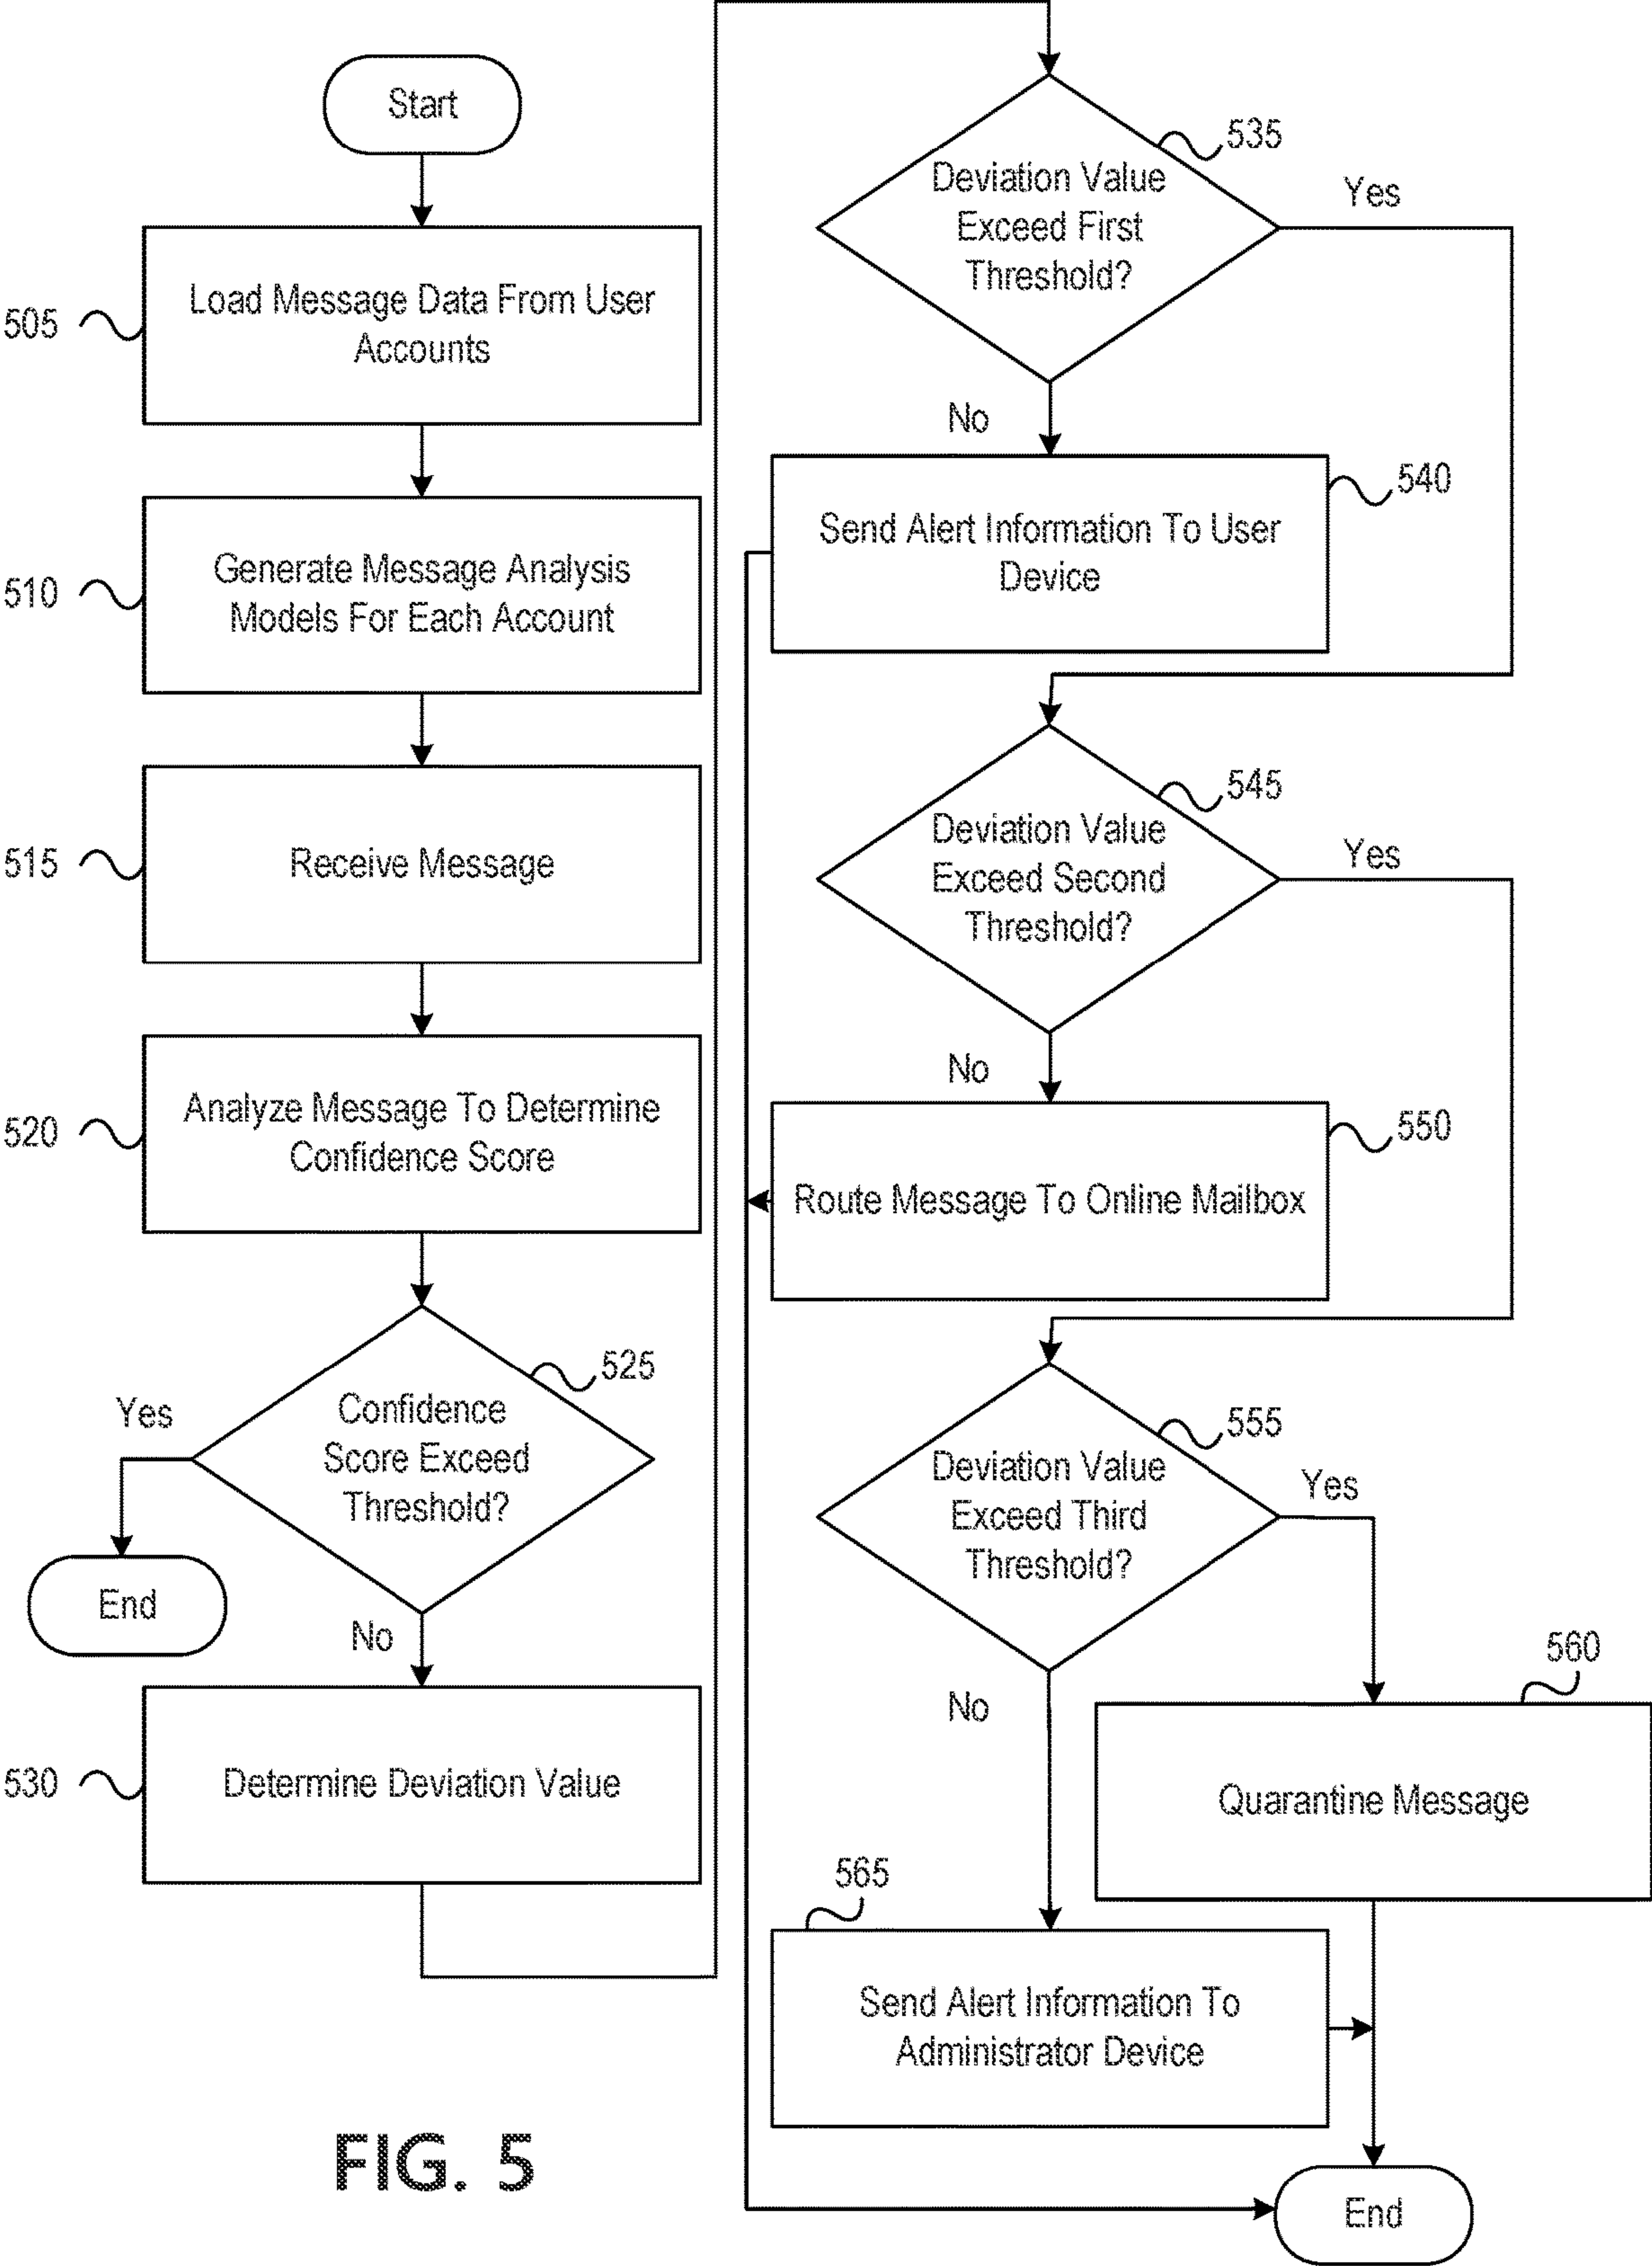 Start
505
Load Message Data From User
Accounts
510
Generate Message Analysis
Models For Each Account
515
Receive Message
520
Analyze Message To Determine
Confidence Score
525
Confidence
Score Exceed
Threshold?
Yes
End
No
530
Determine Deviation Value
535
Deviation Value
Exceed First
Threshold?
Yes
No
540
Send Alert Information To User
Device
545
Deviation Value
Exceed Second
Threshold?
Yes
No
550
Route Message To Online Mailbox
555
Deviation Value
Exceed Third
Threshold?
Yes
No
560
Quarantine Message
565
Send Alert Information To
Administrator Device
End
FIG. 5